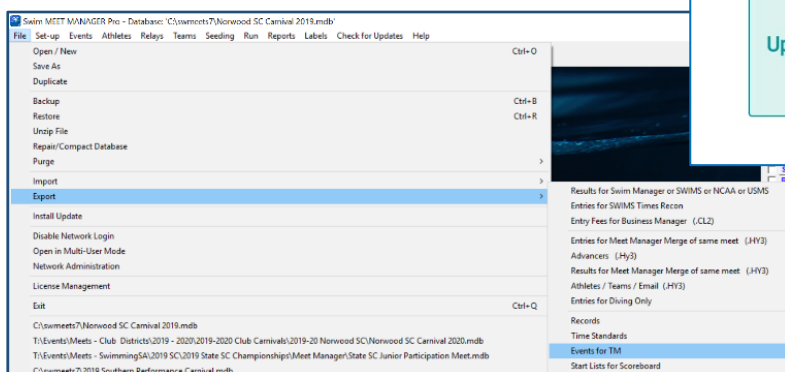 Swim MEET MANAGER Pro - Database: 'C:\swmeets7\Norwood SC Carnival 2019.mdb'
File Set-up Events Athletes Relays Teams Seeding Run Reports Labels Check for Updates Help
Open / New Ctrl+O
Save As
Duplicate
Backup Ctrl+B
Restore Ctrl+R
Unzip File
Repair/Compact Database
Purge >
Import >
Export >
Install Update
Disable Network Login
Open in Multi-User Mode
Network Administration
License Management
Exit Ctrl+Q
C:\swmeets7\Norwood SC Carnival 2019.mdb
T:\Events\Meets - Club Districts\2019 - 2020\2019-2020 Club Carnivals\2019-20 Norwood SC\Norwood SC Carnival 2020.mdb
T:\Events\Meets - SwimmingSA\2019 SC\2019 State SC Championships\Meet Manager\State SC Junior Participation Meet.mdb
C:\swmeets7\2019 Southern Performance Carnival.mdb
Results for Swim Manager or SWIMS or NCAA or USMS
Entries for SWIMS Times Recon
Entry Fees for Business Manager (.CL2)
Entries for Meet Manager Merge of same meet (.HY3)
Advancers (.Hy3)
Results for Meet Manager Merge of same meet (.HY3)
Athletes / Teams / Email (.HY3)
Entries for Diving Only
Records
Time Standards
Events for TM
Start Lists for Scoreboard
Up